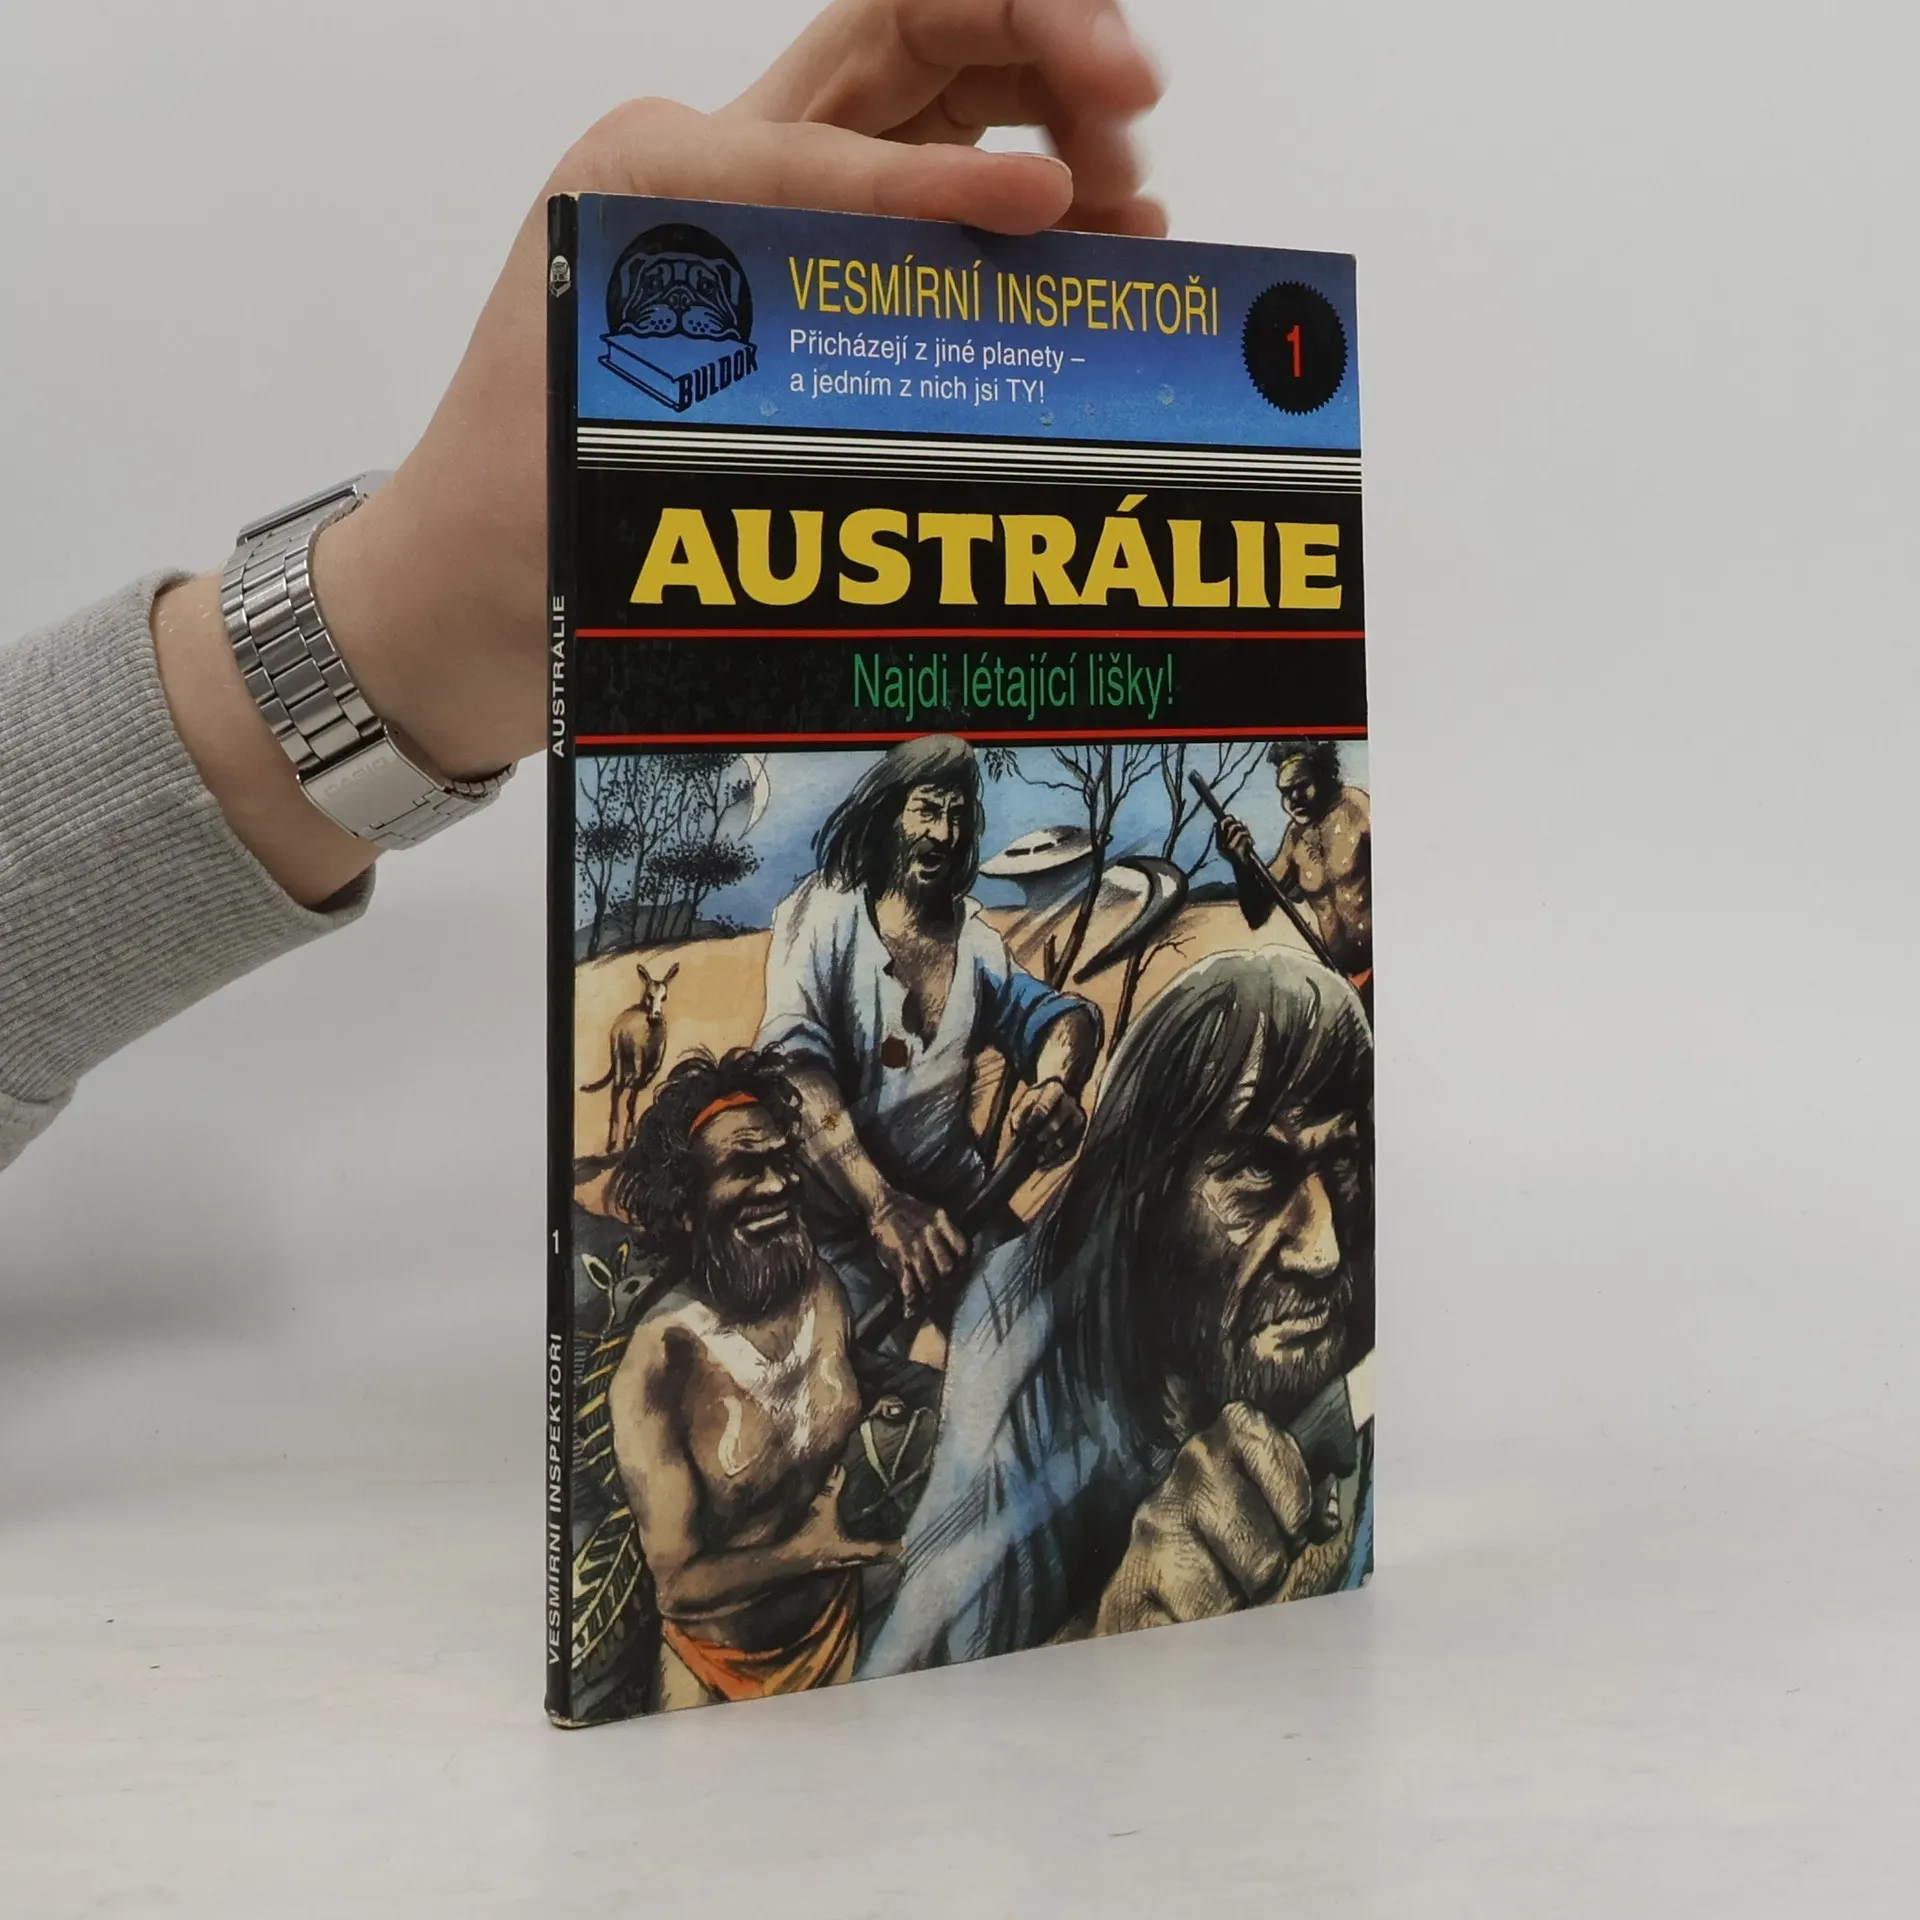 VESMÍRNÍ INSPEKTOŘI
Přicházejí z jiné planety –
a jedním z nich jsi TY!
1
BULDOK
AUSTRÁLIE
Najdi létající lišky!
AUSTRÁLIE
1
VESMÍRNÍ INSPEKTOŘI
CASIO